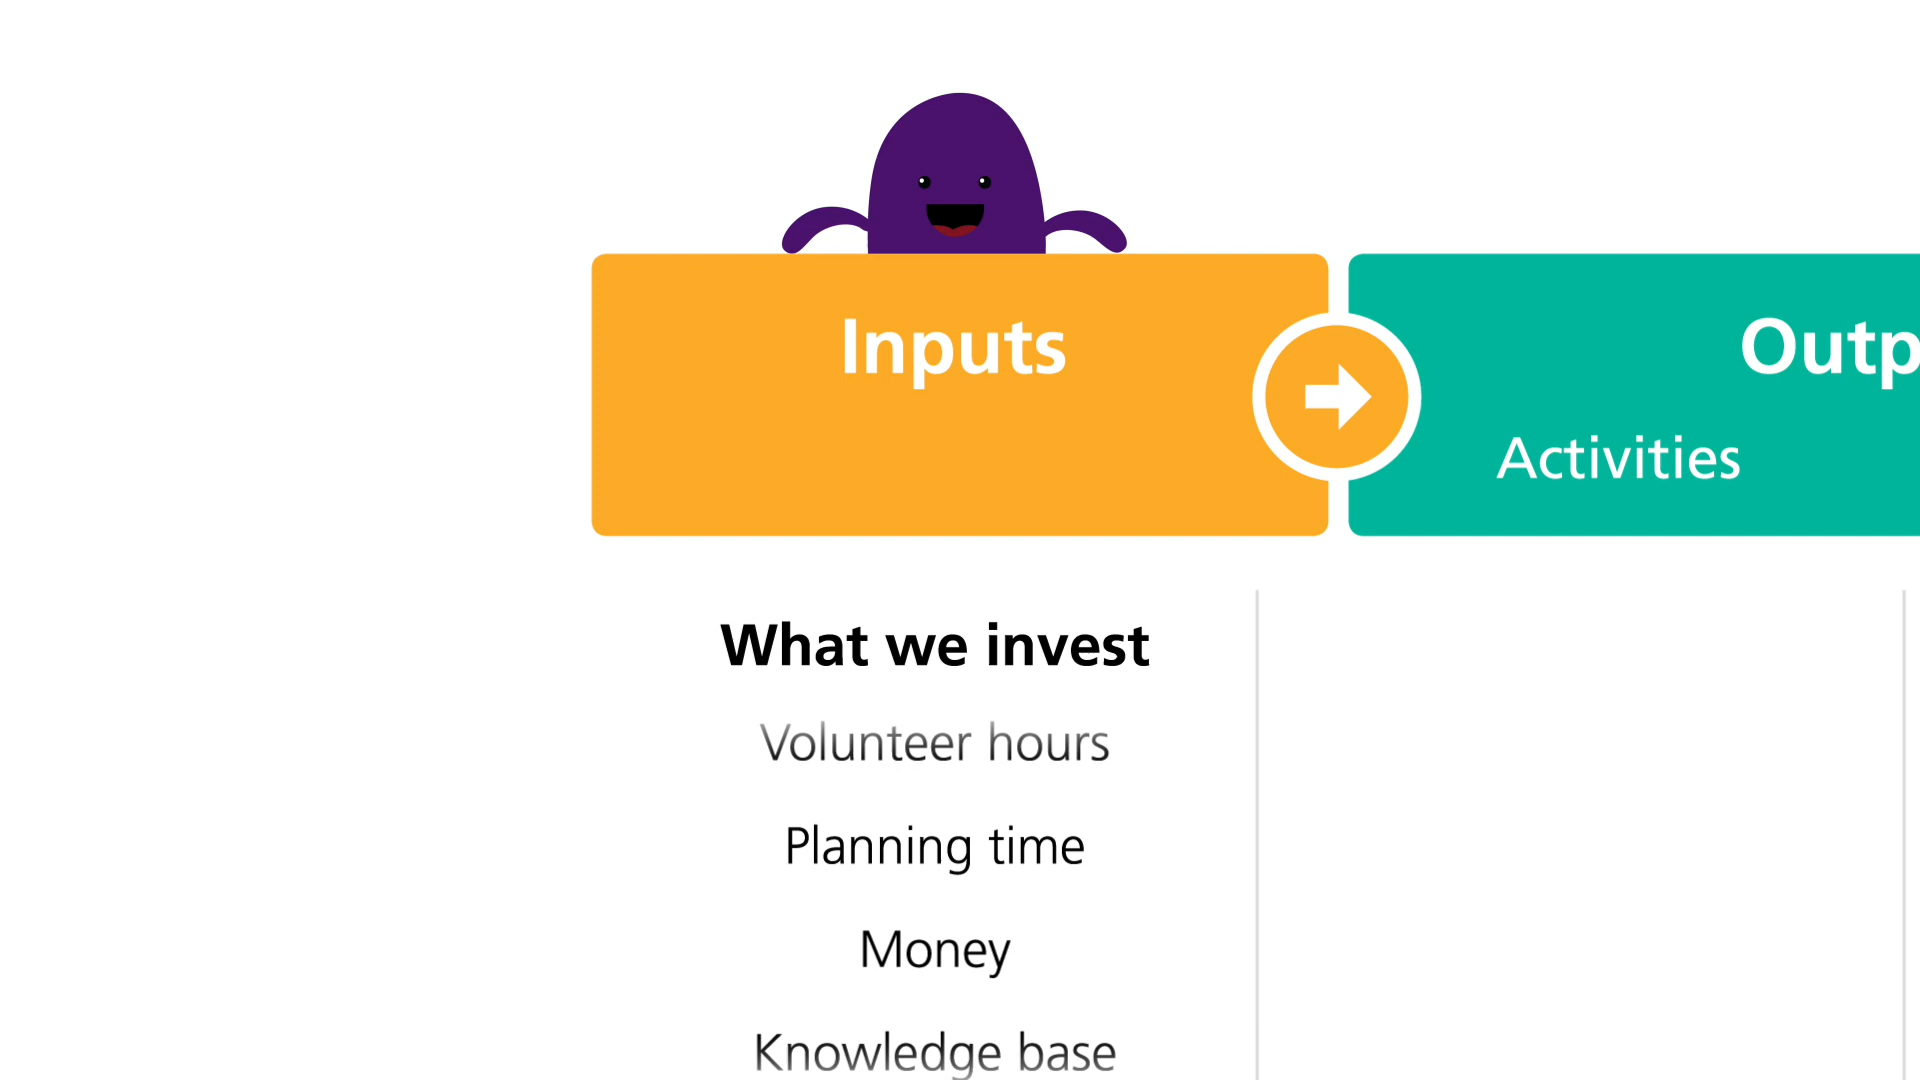 Inputs
Outp
Activities
What we invest
Volunteer hours
Planning time
Money
Knowledge base